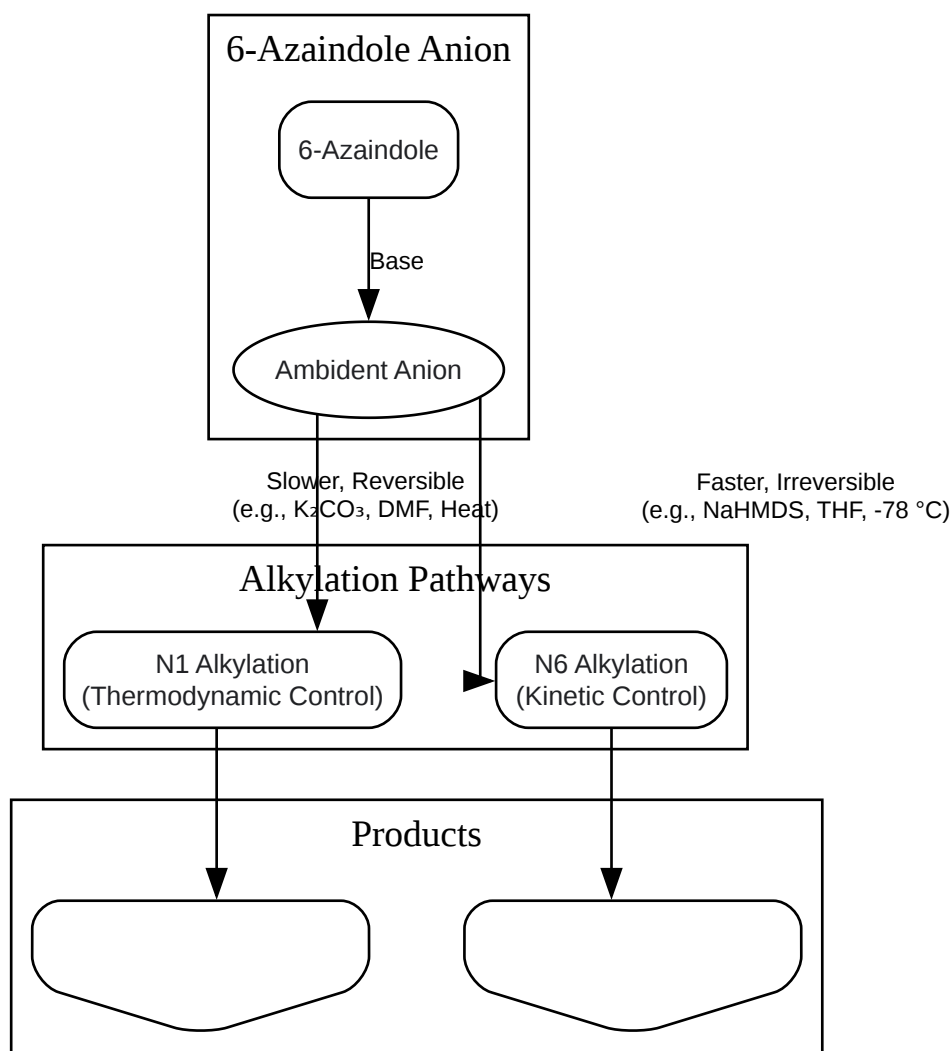 6-Azaindole Anion
6-Azaindole
Base
Ambident Anion
Slower, Reversible
(e.g., K₂CO₃, DMF, Heat)
Faster, Irreversible
(e.g., NaHMDS, THF, -78 °C)
Alkylation Pathways
N1 Alkylation
(Thermodynamic Control)
N6 Alkylation
(Kinetic Control)
Products